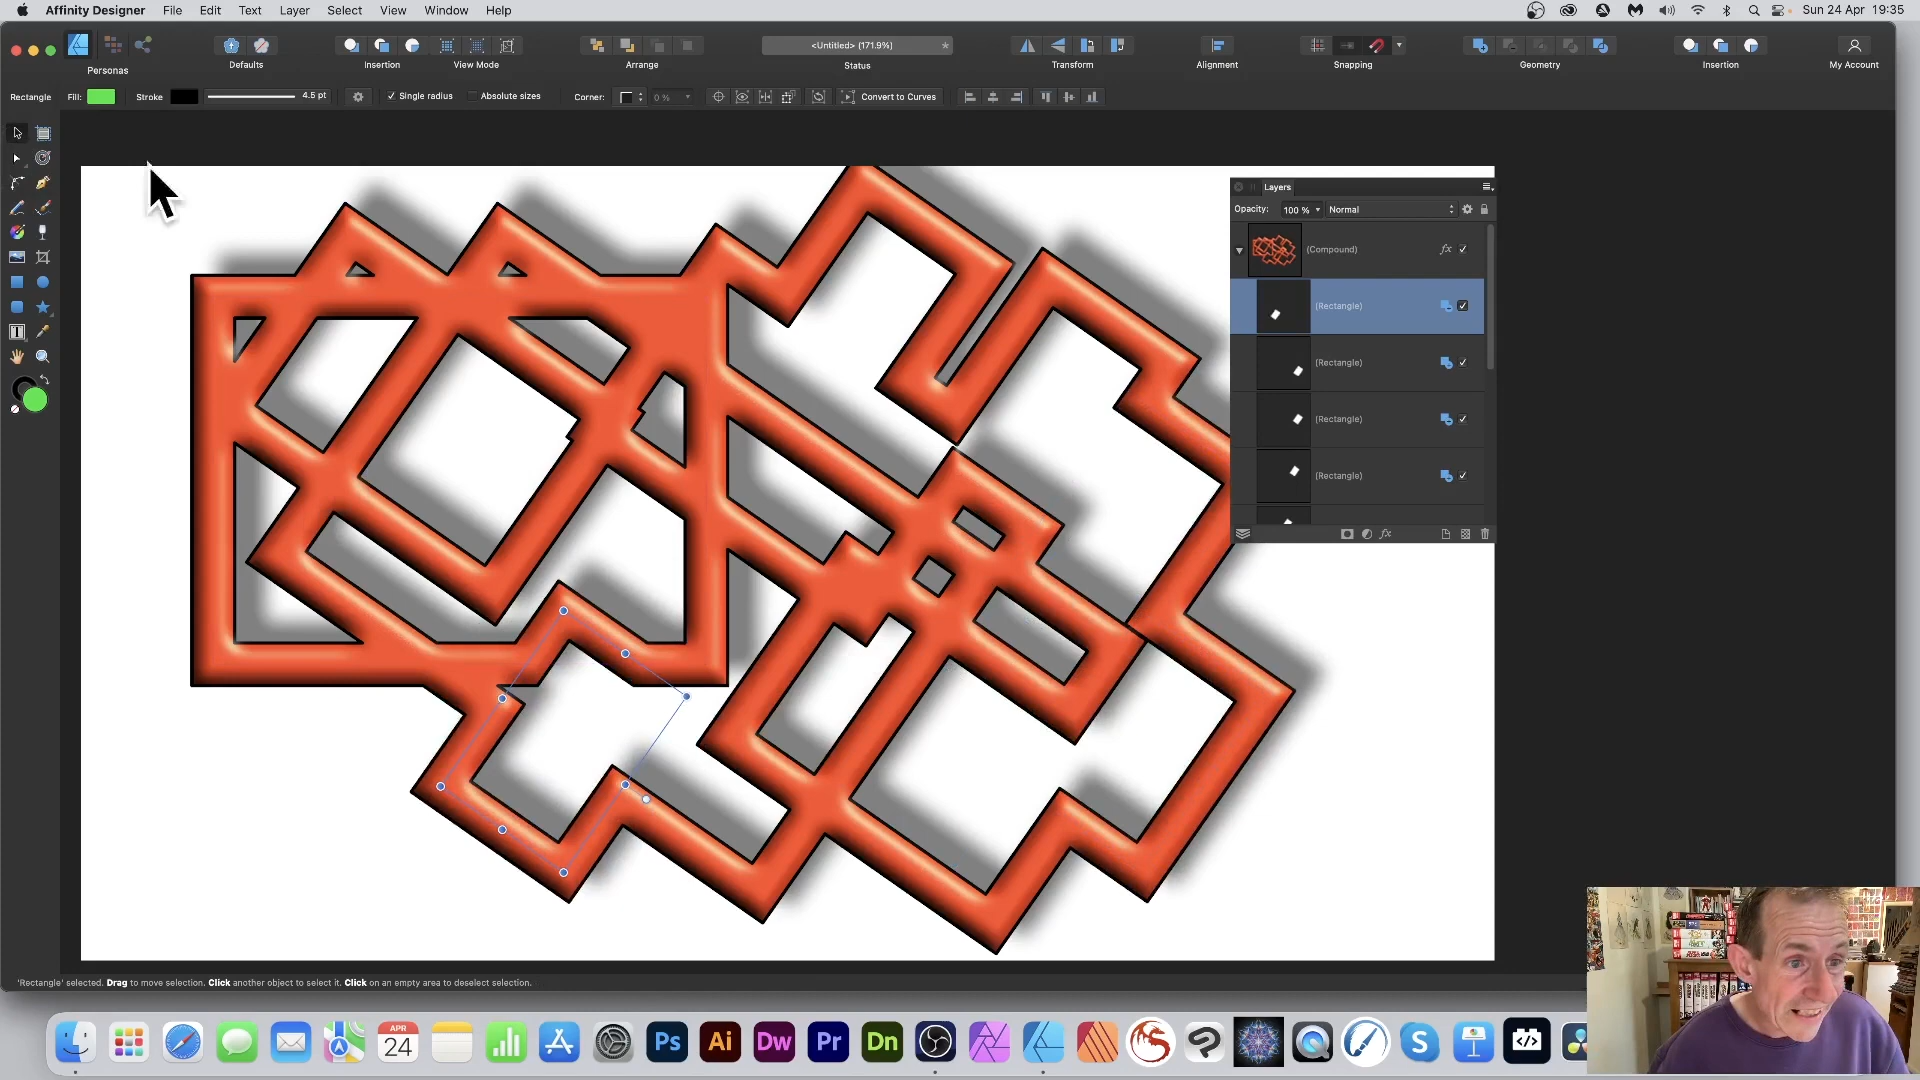 Affinity Designer File Edit Text Layer Select View Window Help Sun 24 Apr 19:35
<Untitled> (171.9%) *
Personas Defaults Insertion View Mode Arrange Status Transform Alignment Snapping Geometry Insertion My Account
Rectangle Fill: Stroke 4.5 pt Single radius Absolute sizes Corner: 0 % Convert to Curves
Layers
Opacity: 100 % Normal
(Compound) fx
(Rectangle)
(Rectangle)
(Rectangle)
(Rectangle)
fx
'Rectangle' selected. Drag to move selection. Click another object to select it. Click on an empty area to deselect selection.
APR
24
Ps Ai Dw Pr Dn S </>